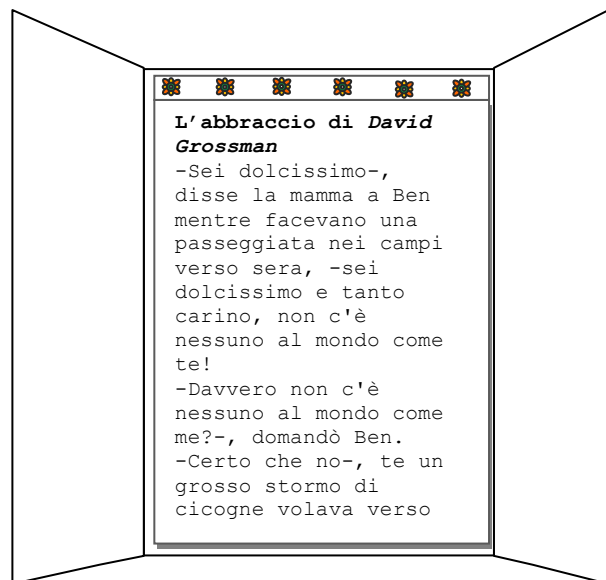 L'abbraccio di David
Grossman
-Sei dolcissimo-,
disse la mamma a Ben
mentre facevano una
passeggiata nei campi
verso sera, -sei
dolcissimo e tanto
carino, non c'è
nessuno al mondo come
te!
-Davvero non c'è
nessuno al mondo come
me?-, domandò Ben.
-Certo che no-, te un
grosso stormo di
cicogne volava verso